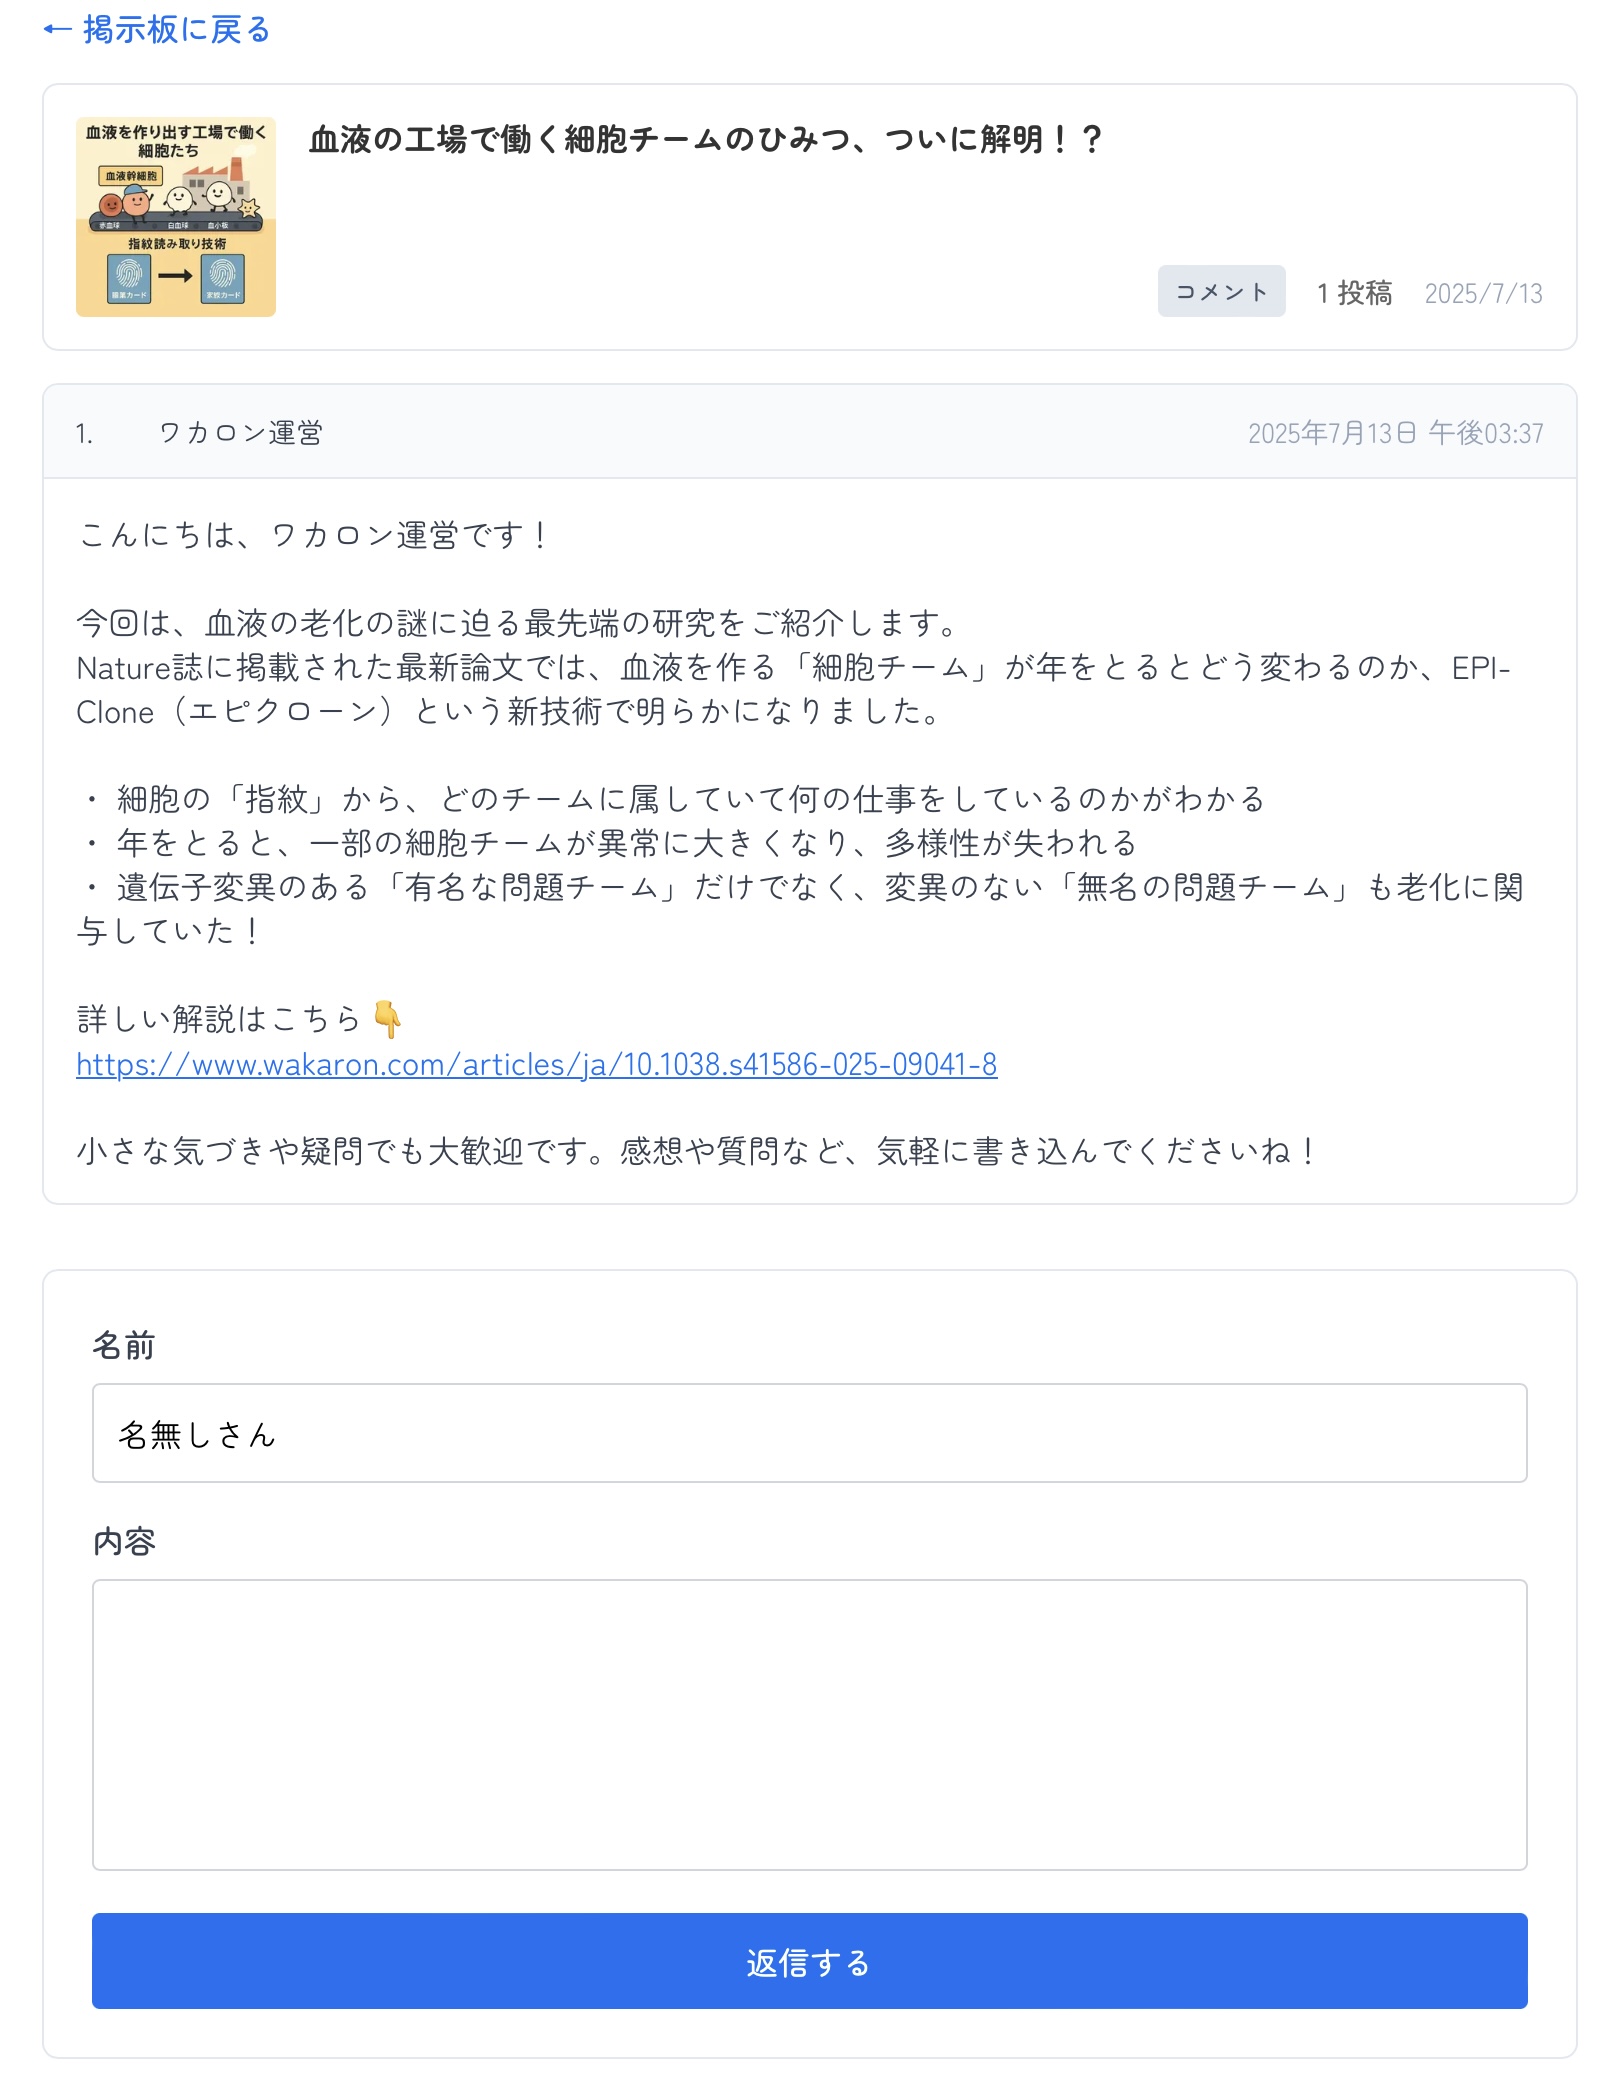 ← 掲示板に戻る
血液を作り出す工場で働く
細胞たち
血液幹細胞
赤血球 白血球 血小板
指紋読み取り技術
職業カード 家族カード
血液の工場で働く細胞チームのひみつ、ついに解明！？
コメント 1 投稿 2025/7/13
1. ワカロン運営 2025年7月13日 午後03:37
こんにちは、ワカロン運営です！
今回は、血液の老化の謎に迫る最先端の研究をご紹介します。
Nature誌に掲載された最新論文では、血液を作る「細胞チーム」が年をとるとどう変わるのか、EPI-
Clone（エピクローン）という新技術で明らかになりました。
・ 細胞の「指紋」から、どのチームに属していて何の仕事をしているのかがわかる
・ 年をとると、一部の細胞チームが異常に大きくなり、多様性が失われる
・ 遺伝子変異のある「有名な問題チーム」だけでなく、変異のない「無名の問題チーム」も老化に関
与していた！
詳しい解説はこちら👇
https://www.wakaron.com/articles/ja/10.1038.s41586-025-09041-8
小さな気づきや疑問でも大歓迎です。感想や質問など、気軽に書き込んでくださいね！
名前
名無しさん
内容
返信する